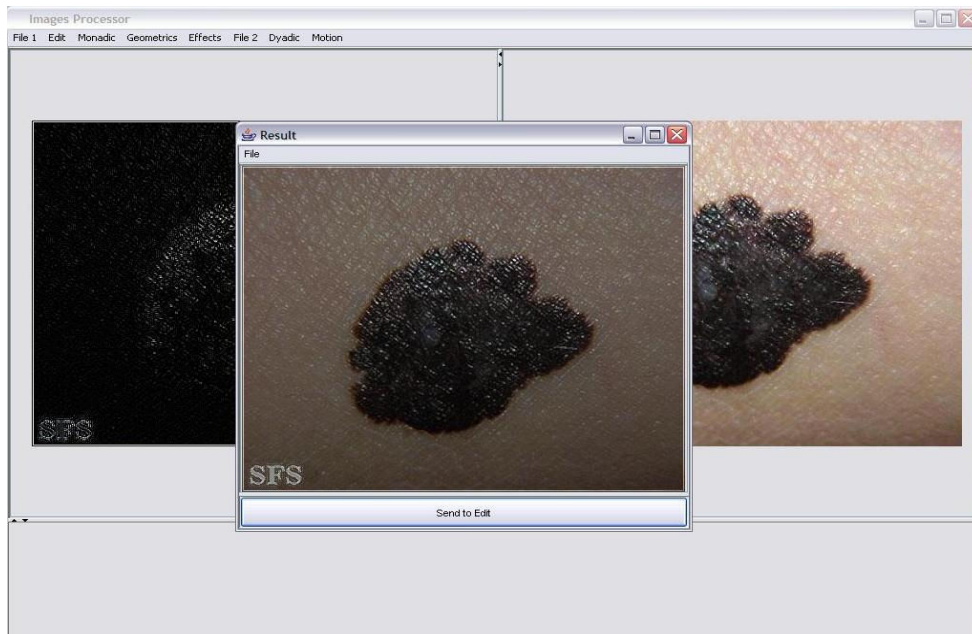 Images Processor
File 1 Edit Monadic Geometrics Effects File 2 Dyadic Motion
Result
File
SFS
SFS
Send to Edit